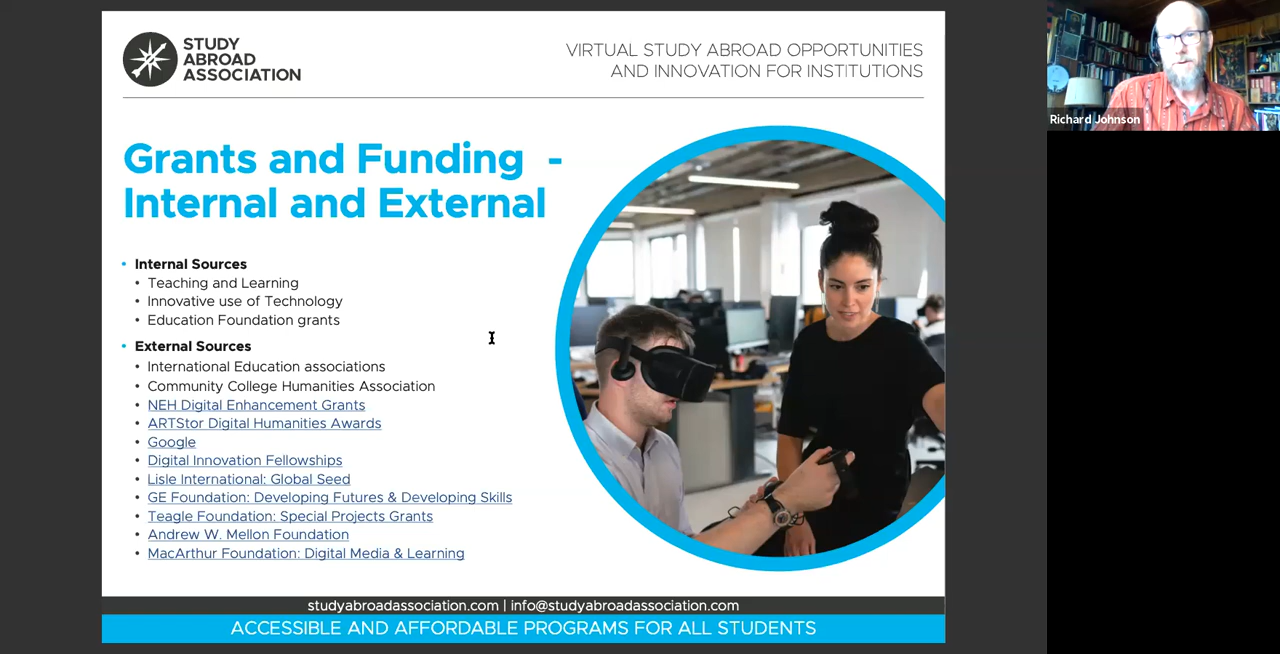 STUDY
ABROAD
ASSOCIATION
VIRTUAL STUDY ABROAD OPPORTUNITIES
AND INNOVATION FOR INSTITUTIONS
Grants and Funding -
Internal and External
• Internal Sources
• Teaching and Learning
• Innovative use of Technology
• Education Foundation grants
• External Sources
• International Education associations
• Community College Humanities Association
• NEH Digital Enhancement Grants
• ARTStor Digital Humanities Awards
• Google
• Digital Innovation Fellowships
• Lisle International: Global Seed
• GE Foundation: Developing Futures & Developing Skills
• Teagle Foundation: Special Projects Grants
• Andrew W. Mellon Foundation
• MacArthur Foundation: Digital Media & Learning
studyabroadassociation.com | info@studyabroadassociation.com
ACCESSIBLE AND AFFORDABLE PROGRAMS FOR ALL STUDENTS
Richard Johnson